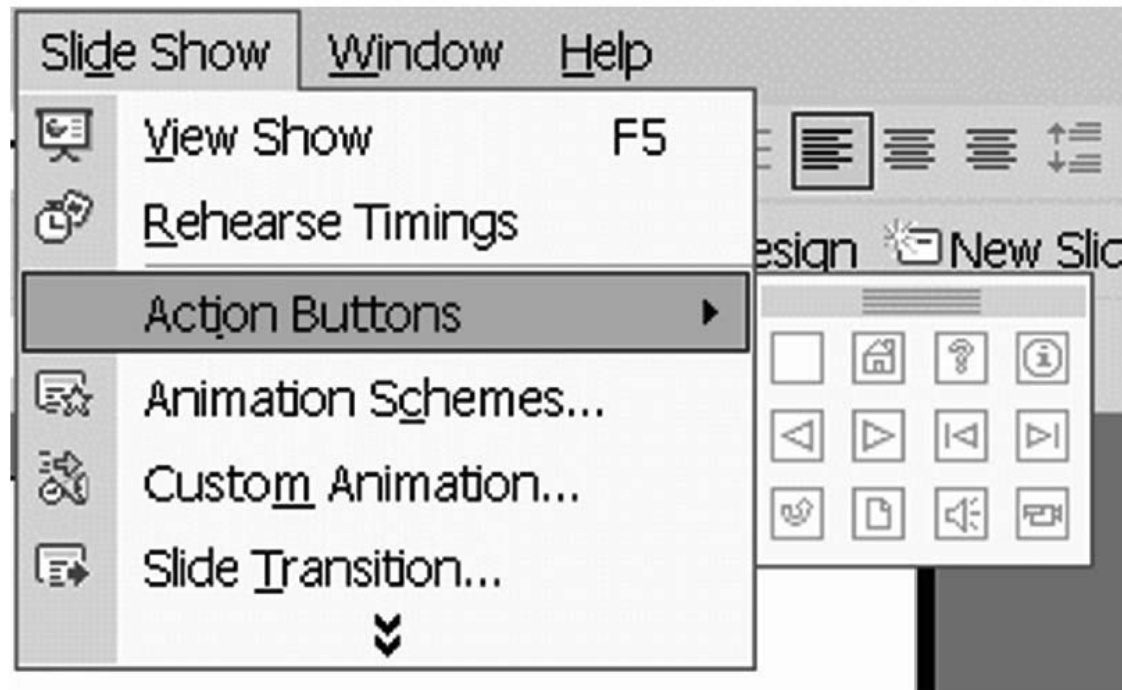 Slide Show Window Help
View Show F5
Rehearse Timings
esign New Slid
Action Buttons
Animation Schemes...
Custom Animation...
Slide Transition...